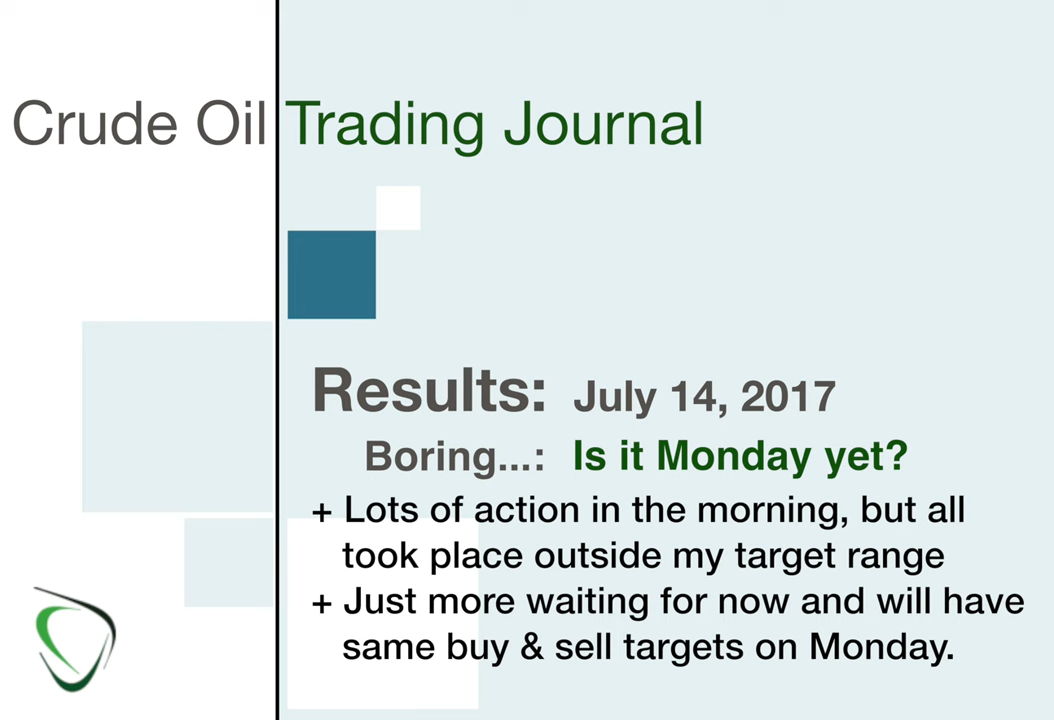 Crude Oil Trading Journal
Results: July 14, 2017
Boring...: Is it Monday yet?
+ Lots of action in the morning, but all
took place outside my target range
+ Just more waiting for now and will have
same buy & sell targets on Monday.